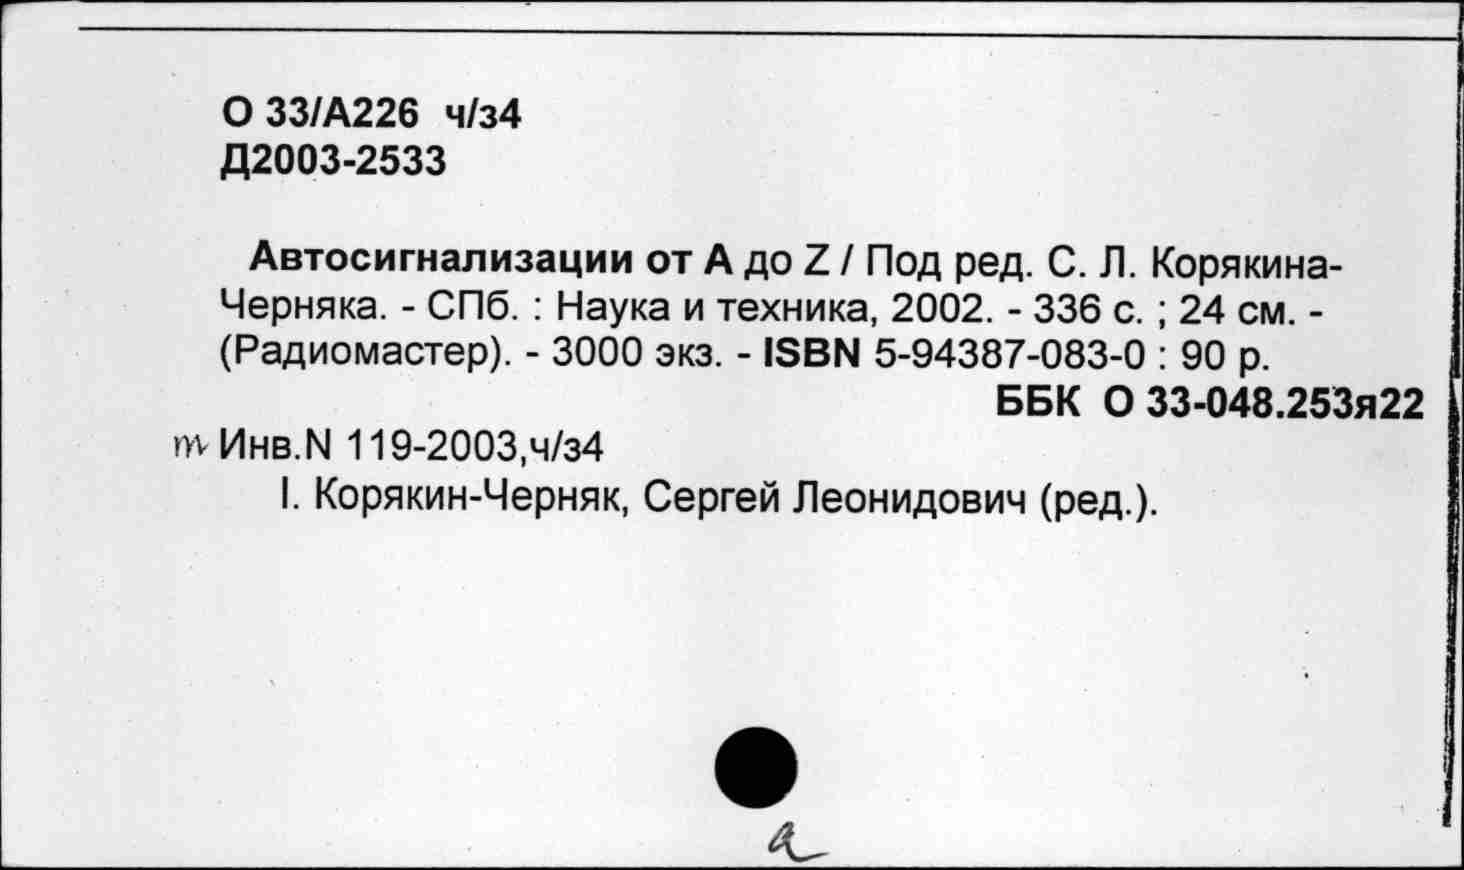 О 33/А226 ч/з4
Д2003-2533
Автосигнализации от А до Z / Под ред. С. Л. Корякина-
Черняка. - СПб. : Наука и техника, 2002. - 336 с. ; 24 см. -
(Радиомастер). - 3000 экз. - ISBN 5-94387-083-0 : 90 р.
ББК О 33-048.253я22
Инв.N 119-2003,ч/з4
I. Корякин-Черняк, Сергей Леонидович (ред.).
а